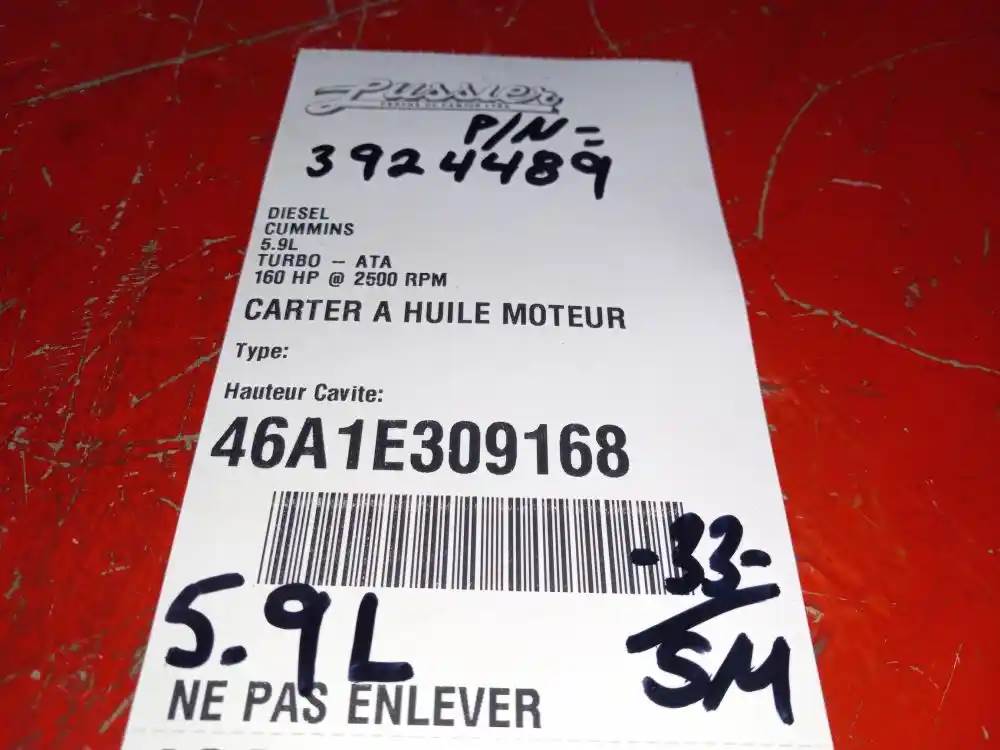 Pussler
P/N=
3924489
DIESEL
CUMMINS
5.9L
TURBO – ATA
160 HP @ 2500 RPM
CARTER A HUILE MOTEUR
Type:
Hauteur Cavite:
46A1E309168
-33-
5.9L
5M
NE PAS ENLEVER